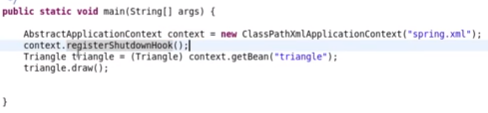 public static void main(String[] args) {
AbstractApplicationContext context = new ClassPathXmlApplicationContext("spring.xml");
context.registerShutdownHook();
Triangle triangle = (Triangle) context.getBean("triangle");
triangle.draw();
}